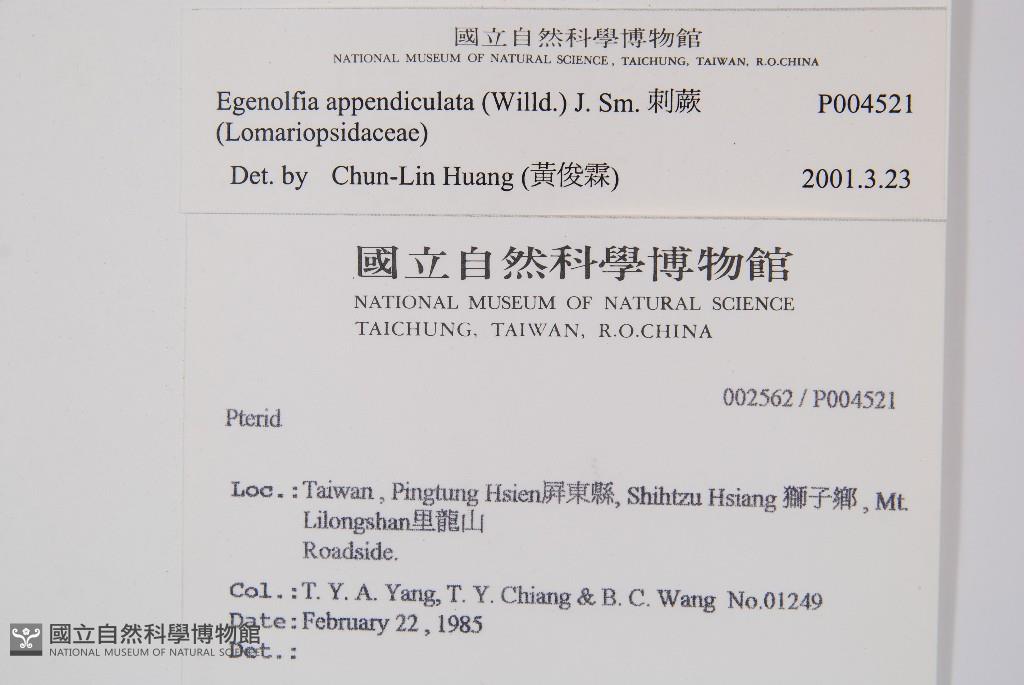 國立自然科學博物館
NATIONAL MUSEUM OF NATURAL SCIENCE, TAICHUNG, TAIWAN, R.O.CHINA
Egenolfia appendiculata (Willd.) J. Sm. 刺蕨 P004521
(Lomariopsidaceae)
Det. by Chun-Lin Huang (黃俊霖) 2001.3.23
國立自然科學博物館
NATIONAL MUSEUM OF NATURAL SCIENCE
TAICHUNG, TAIWAN, R.O.CHINA
002562 / P004521
Pterid
Loc.: Taiwan , Pingtung Hsien屏東縣, Shihtzu Hsiang 獅子鄉 , Mt.
Lilongshan里龍山
Roadside.
Col.: T. Y. A. Yang, T. Y. Chiang & B. C. Wang No.01249
Date: February 22 , 1985
Det.:
國立自然科學博物館
NATIONAL MUSEUM OF NATURAL SCIENCE